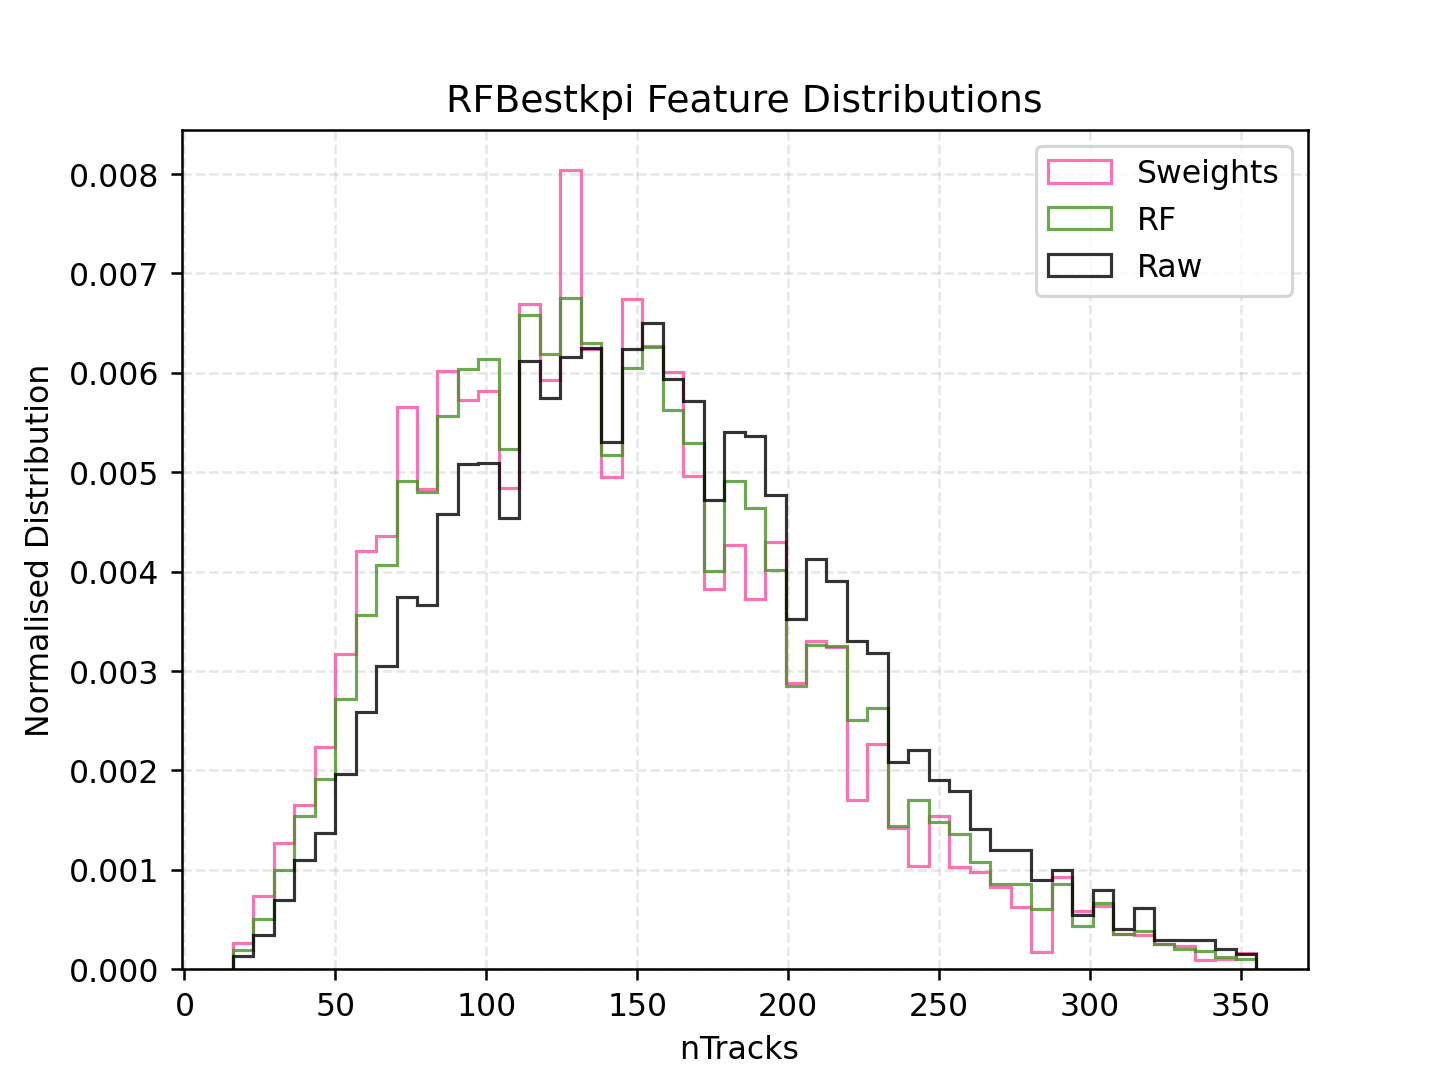 RFBestkpi Feature Distributions
Sweights
RF
Raw
Normalised Distribution
0.008
0.007
0.006
0.005
0.004
0.003
0.002
0.001
0.000
0 50 100 150 200 250 300 350
nTracks